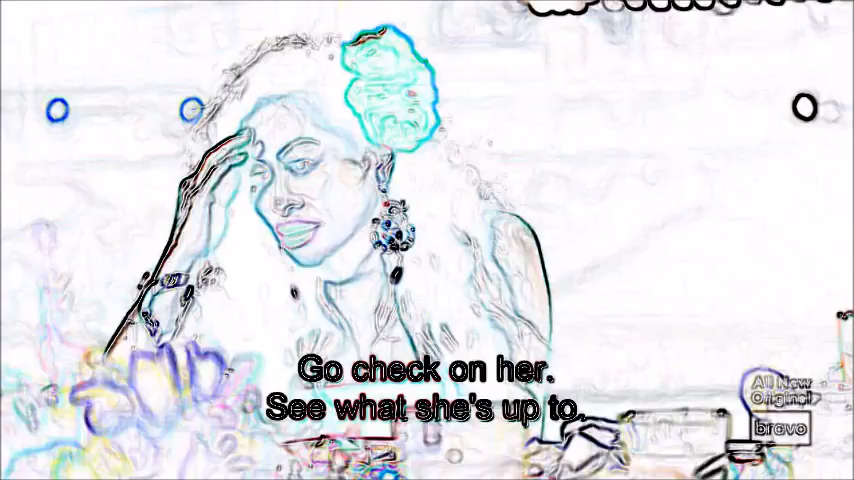 Go check on her.
See what she's up to.
All New
Original
bravo